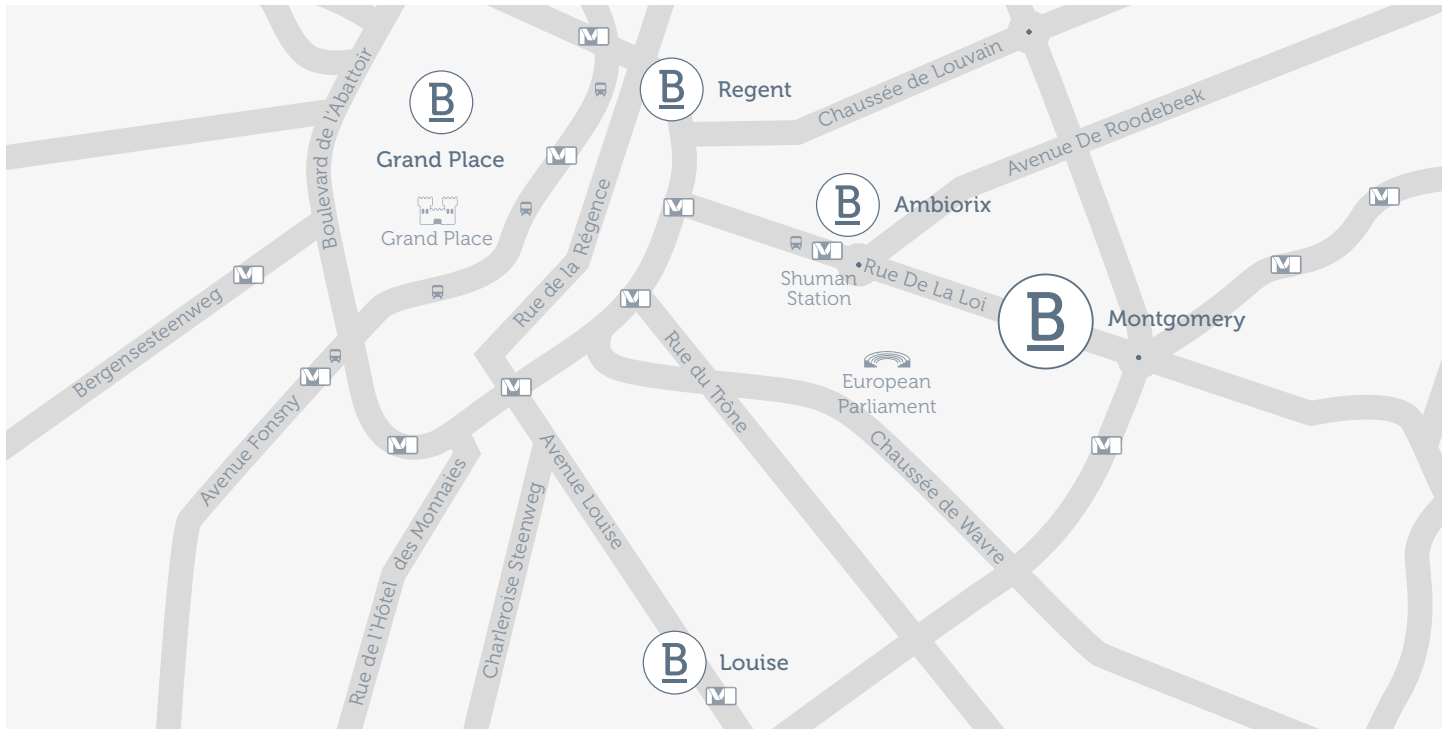 B
Regent
B
Grand Place
Grand Place
Boulevard de l'Abattoir
Chaussée de Louvain
Avenue De Roodebeek
B
Ambiorix
Shuman
Station
Rue De La Loi
Rue de la Régence
B
Montgomery
Bergensesteenweg
Rue du Trône
European
Parliament
Avenue Fonsny
Avenue Louise
Chaussée de Wavre
Rue de l'Hôtel des Monnaies
Charleroise Steenweg
B
Louise
M
M
M
M
M
M
M
M
M
M
M
M
M